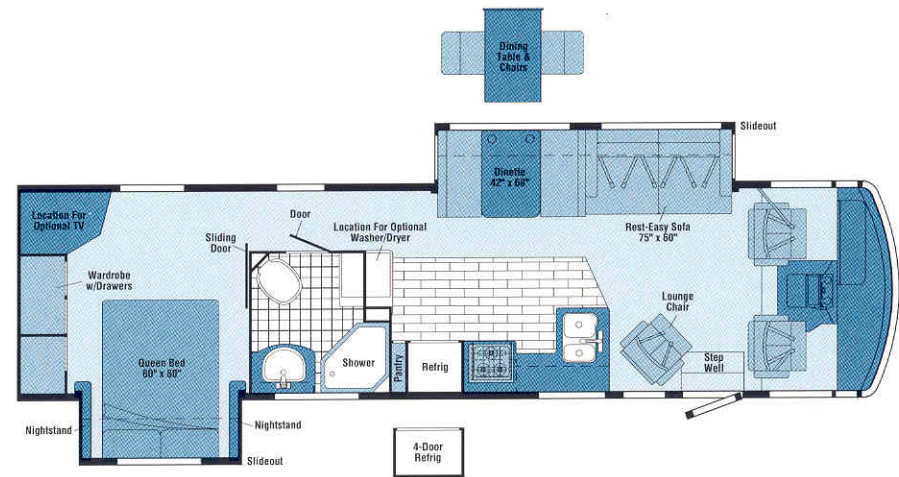 Dining
Table &
Chairs
Slideout
Dinette
42" x 68"
Rest-Easy Sofa
75" x 60"
Location For
Optional TV
Door
Sliding
Door
Location For Optional
Washer/Dryer
Wardrobe
w/Drawers
Lounge
Chair
Queen Bed
60" x 80"
Shower
Pantry
Refrig
Step
Well
Nightstand
Nightstand
Slideout
4-Door
Refrig